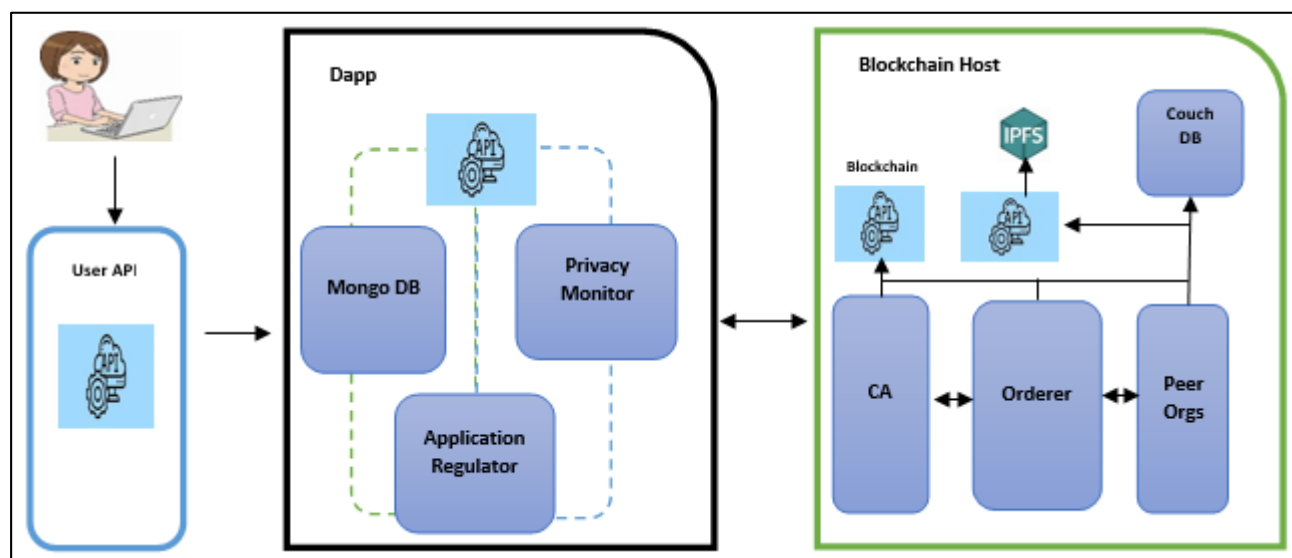 User API
API
Dapp
API
Mongo DB
Privacy
Monitor
Application
Regulator
Blockchain Host
IPFS
Couch
DB
Blockchain
API
API
CA
Orderer
Peer
Orgs